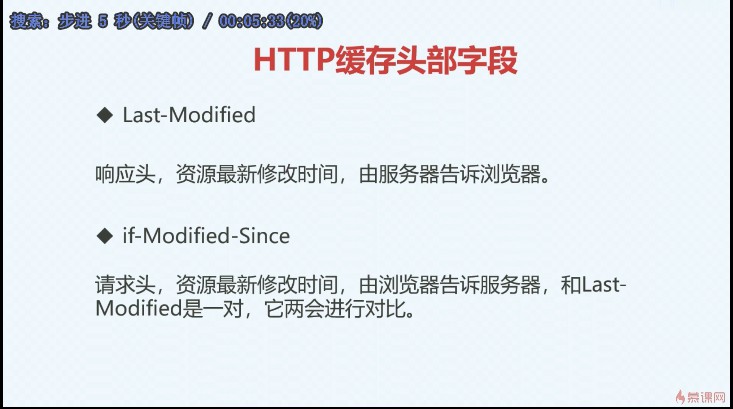 搜索: 步进 5 秒(关键帧) / 00:05:33(20%)
HTTP缓存头部字段
◆ Last-Modified
响应头，资源最新修改时间，由服务器告诉浏览器。
◆ if-Modified-Since
请求头，资源最新修改时间，由浏览器告诉服务器，和Last-
Modified是一对，它两会进行对比。
慕课网